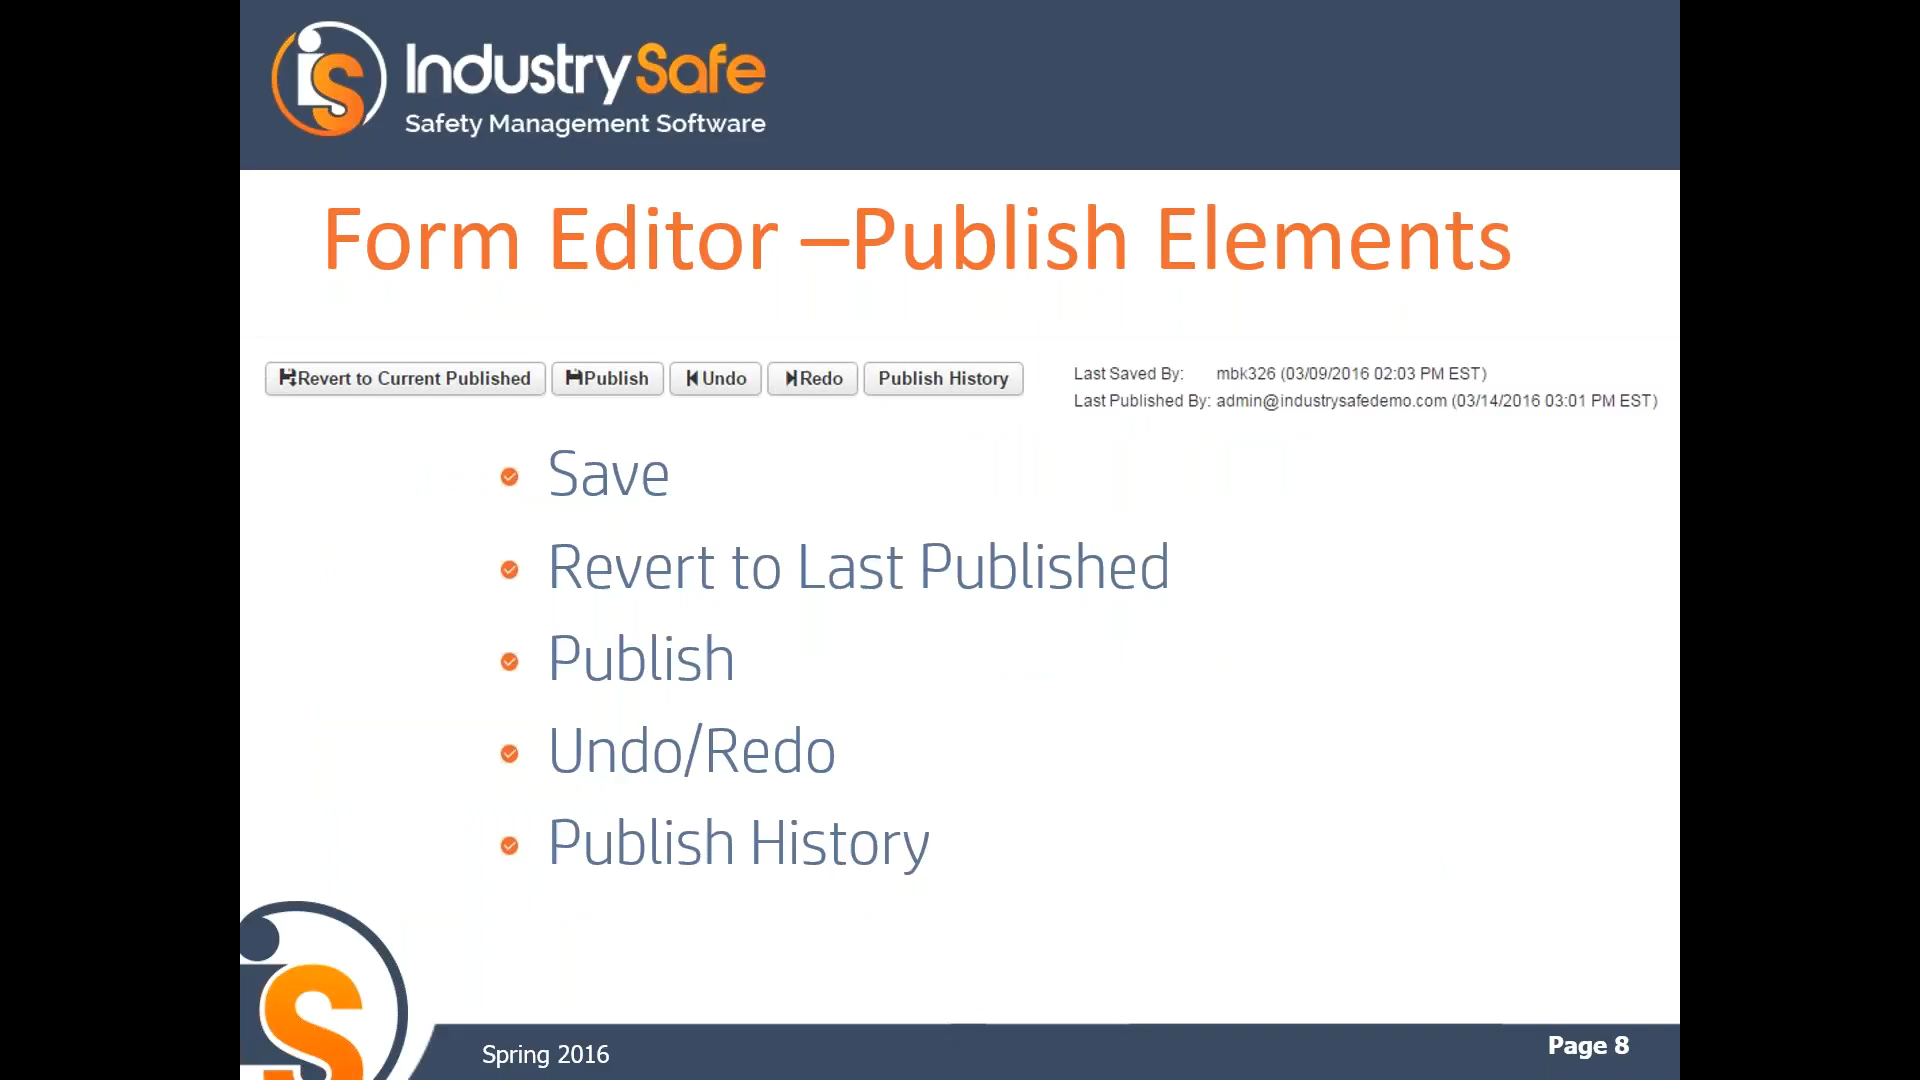 IndustrySafe
Safety Management Software
Form Editor –Publish Elements
Revert to Current Published Publish Undo Redo Publish History
Last Saved By: mbk326 (03/09/2016 02:03 PM EST)
Last Published By: admin@industrysafedemo.com (03/14/2016 03:01 PM EST)
Save
Revert to Last Published
Publish
Undo/Redo
Publish History
Spring 2016
Page 8